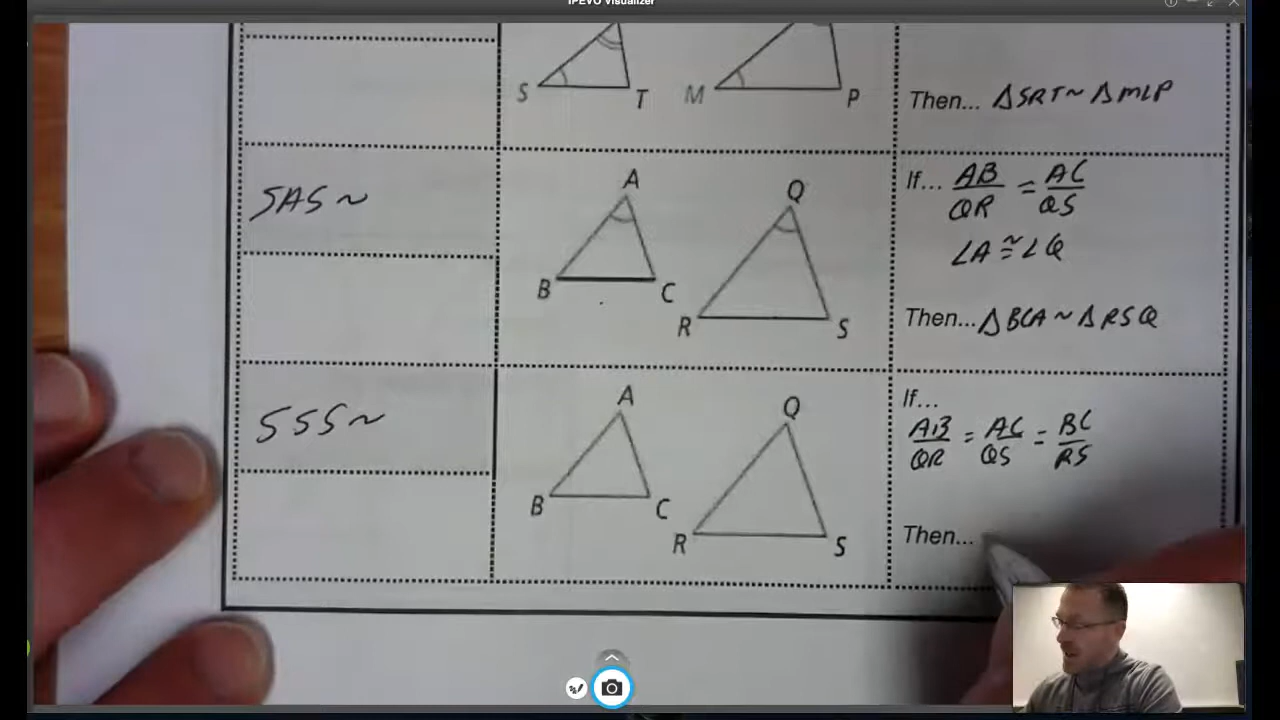 IPEVO Visualizer
S T M P
Then... ΔSRT ~ ΔMLP
SAS ~
A Q
B C R S
If... AB/QR = AC/QS
∠A ≅ ∠Q
Then... ΔBCA ~ ΔRSQ
SSS ~
A Q
B C R S
If...
AB/QR = AC/QS = BC/RS
Then...